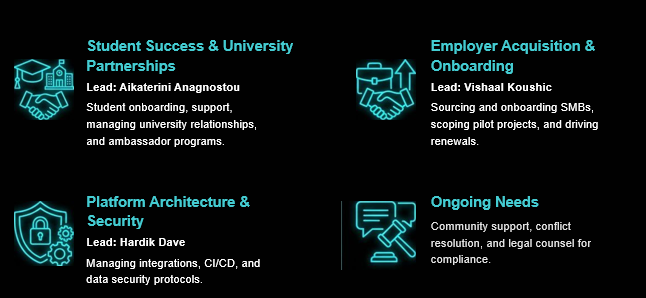 Student Success & University
Partnerships
Lead: Aikaterini Anagnostou
Student onboarding, support,
managing university relationships,
and ambassador programs.
Employer Acquisition &
Onboarding
Lead: Vishaal Koushic
Sourcing and onboarding SMBs,
scoping pilot projects, and driving
renewals.
Platform Architecture &
Security
Lead: Hardik Dave
Managing integrations, CI/CD, and
data security protocols.
Ongoing Needs
Community support, conflict
resolution, and legal counsel for
compliance.